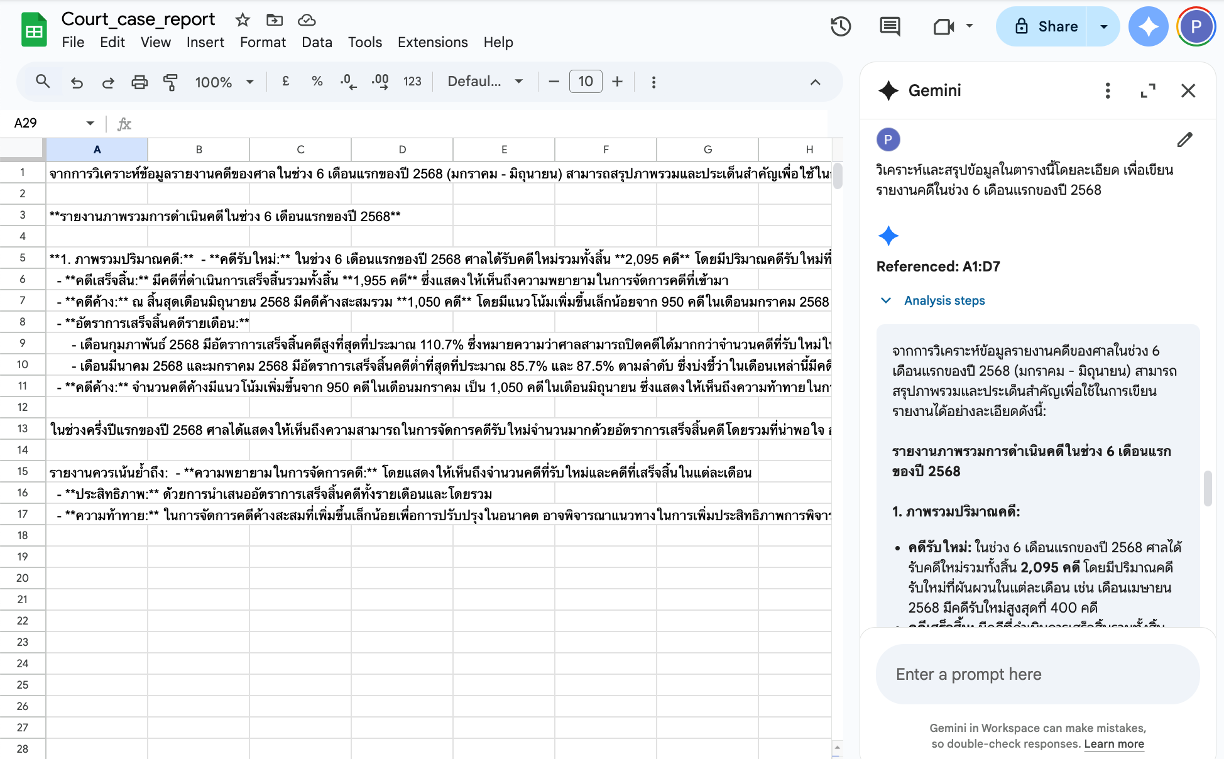 Court_case_report
File Edit View Insert Format Data Tools Extensions Help
Share
P
100% £ % .0 .00 123 Defaul... 10
A29
fx
A B C D E F G H
1 จากการวิเคราะห์ข้อมูลรายงานคดีของศาลในช่วง 6 เดือนแรกของปี 2568 (มกราคม - มิถุนายน) สามารถสรุปภาพรวมและประเด็นสำคัญเพื่อใช้ใน
2
3 **รายงานภาพรวมการดำเนินคดีในช่วง 6 เดือนแรกของปี 2568**
4
5 **1. ภาพรวมปริมาณคดี:** - **คดีรับใหม่:** ในช่วง 6 เดือนแรกของปี 2568 ศาลได้รับคดีใหม่รวมทั้งสิ้น **2,095 คดี** โดยมีปริมาณคดีรับใหม่ที่
6 - **คดีเสร็จสิ้น:** มีคดีที่ดำเนินการเสร็จสิ้นรวมทั้งสิ้น **1,955 คดี** ซึ่งแสดงให้เห็นถึงความพยายามในการจัดการคดีที่เข้ามา
7 - **คดีค้าง:** ณ สิ้นสุดเดือนมิถุนายน 2568 มีคดีค้างสะสมรวม **1,050 คดี** โดยมีแนวโน้มเพิ่มขึ้นเล็กน้อยจาก 950 คดีในเดือนมกราคม 2568
8 - **อัตราการเสร็จสิ้นคดีรายเดือน:**
9 - เดือนกุมภาพันธ์ 2568 มีอัตราการเสร็จสิ้นคดีสูงที่สุดที่ประมาณ 110.7% ซึ่งหมายความว่าศาลสามารถปิดคดีได้มากกว่าจำนวนคดีที่รับใหม่ใน
10 - เดือนมีนาคม 2568 และมกราคม 2568 มีอัตราการเสร็จสิ้นคดีต่ำที่สุดที่ประมาณ 85.7% และ 87.5% ตามลำดับ ซึ่งบ่งชี้ว่าในเดือนเหล่านี้มีคดี
11 - **คดีค้าง:** จำนวนคดีค้างมีแนวโน้มเพิ่มขึ้นจาก 950 คดีในเดือนมกราคม เป็น 1,050 คดีในเดือนมิถุนายน ซึ่งแสดงให้เห็นถึงความท้าทายในการ
12
13 ในช่วงครึ่งปีแรกของปี 2568 ศาลได้แสดงให้เห็นถึงความสามารถในการจัดการคดีรับใหม่จำนวนมากด้วยอัตราการเสร็จสิ้นคดีโดยรวมที่น่าพอใจ
14
15 รายงานควรเน้นย้ำถึง: - **ความพยายามในการจัดการคดี:** โดยแสดงให้เห็นถึงจำนวนคดีที่รับใหม่และคดีที่เสร็จสิ้นในแต่ละเดือน
16 - **ประสิทธิภาพ:** ด้วยการนำเสนออัตราการเสร็จสิ้นคดีทั้งรายเดือนและโดยรวม
17 - **ความท้าทาย:** ในการจัดการคดีค้างสะสมที่เพิ่มขึ้นเล็กน้อยเพื่อการปรับปรุงในอนาคต อาจพิจารณาแนวทางในการเพิ่มประสิทธิภาพการพิจาร
18
19
20
21
22
23
24
25
26
27
28
Gemini
P
วิเคราะห์และสรุปข้อมูลในตารางนี้โดยละเอียด เพื่อเขียน
รายงานคดีในช่วง 6 เดือนแรกของปี 2568
Referenced: A1:D7
Analysis steps
จากการวิเคราะห์ข้อมูลรายงานคดีของศาลในช่วง 6
เดือนแรกของปี 2568 (มกราคม - มิถุนายน) สามารถ
สรุปภาพรวมและประเด็นสำคัญเพื่อใช้ในการเขียน
รายงานได้อย่างละเอียดดังนี้:
รายงานภาพรวมการดำเนินคดีในช่วง 6 เดือนแรก
ของปี 2568
1. ภาพรวมปริมาณคดี:
• คดีรับใหม่: ในช่วง 6 เดือนแรกของปี 2568 ศาลได้
รับคดีใหม่รวมทั้งสิ้น 2,095 คดี โดยมีปริมาณคดี
รับใหม่ที่ผันผวนในแต่ละเดือน เช่น เดือนเมษายน
2568 มีคดีรับใหม่สูงสุดที่ 400 คดี
• คดีเสร็จสิ้น: มีคดีที่ดำเนินการเสร็จสิ้นรวมทั้งสิ้น
Enter a prompt here
Gemini in Workspace can make mistakes,
so double-check responses. Learn more